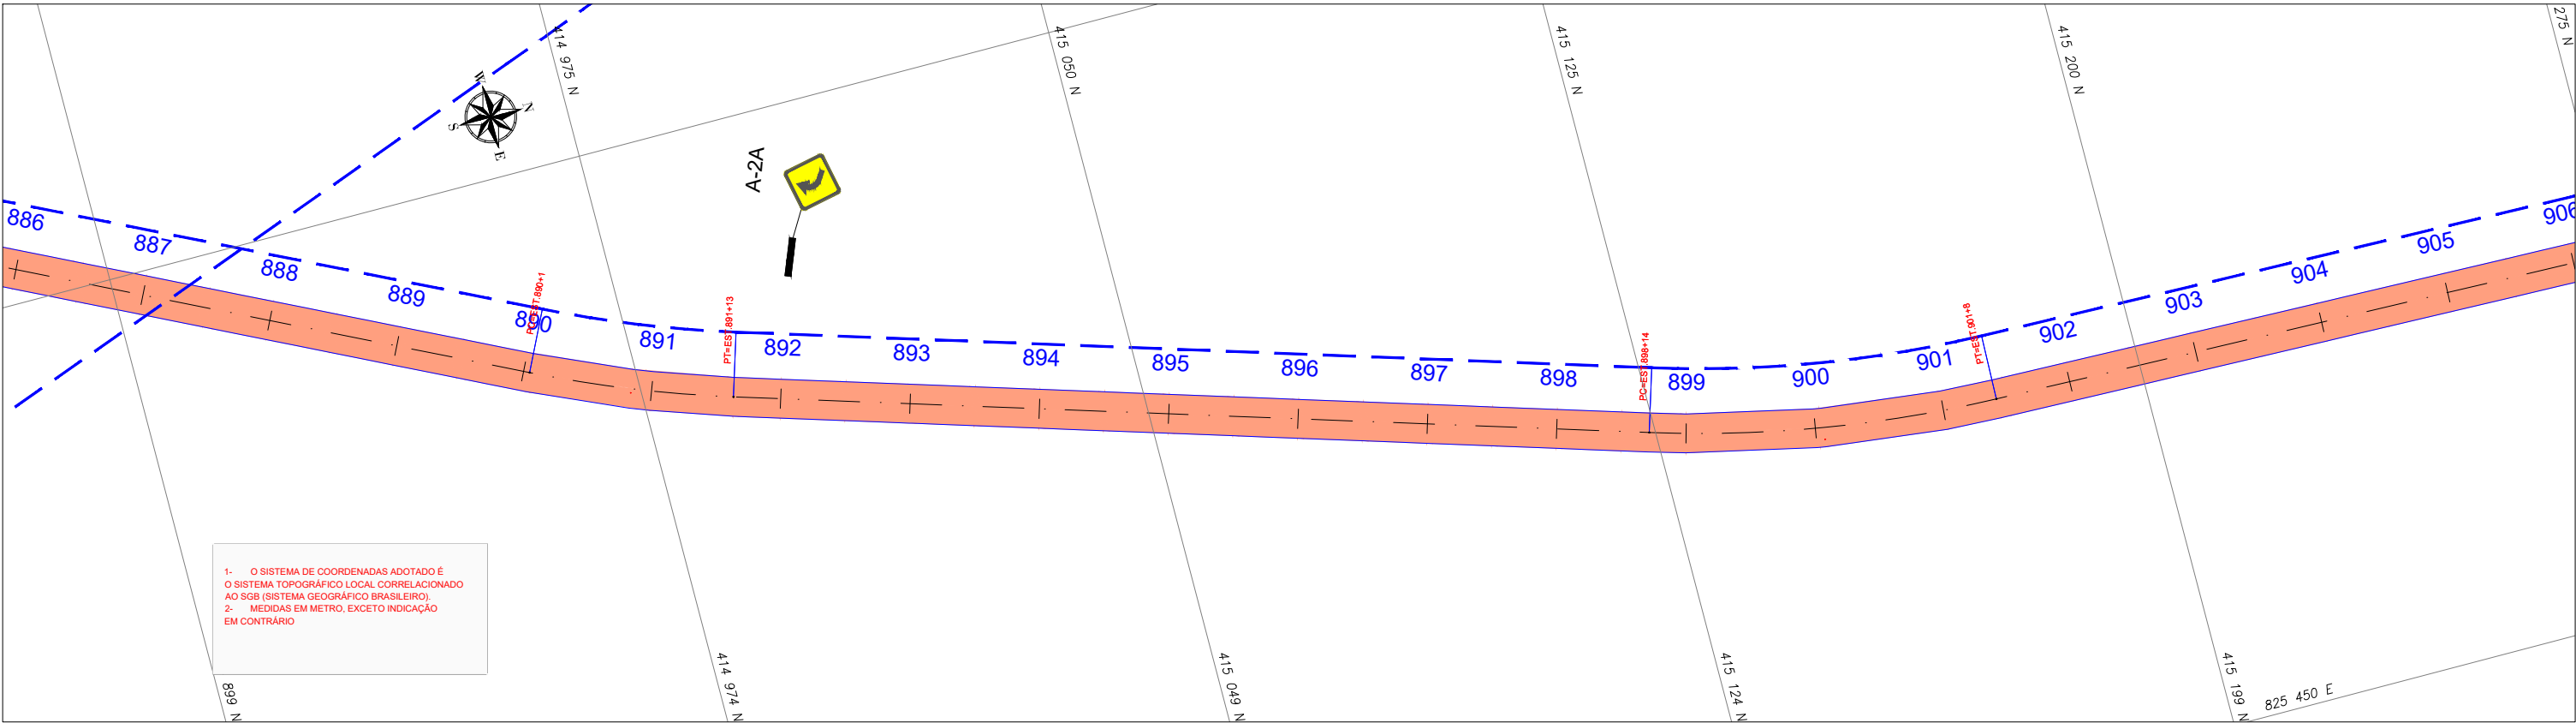 414 975 N
415 050 N
415 125 N
415 200 N
275 N
W
N
S
E
A-2A
886
887
888
889
890
891
892
893
894
895
896
897
898
899
900
901
902
903
904
905
906
PC=EST.890+1
PT=EST.891+13
PC=EST.898+14
PT=EST.901+8
1- O SISTEMA DE COORDENADAS ADOTADO É
O SISTEMA TOPOGRÁFICO LOCAL CORRELACIONADO
AO SGB (SISTEMA GEOGRÁFICO BRASILEIRO).
2- MEDIDAS EM METRO, EXCETO INDICAÇÃO
EM CONTRÁRIO
899 N
414 974 N
415 049 N
415 124 N
415 199 N
825 450 E